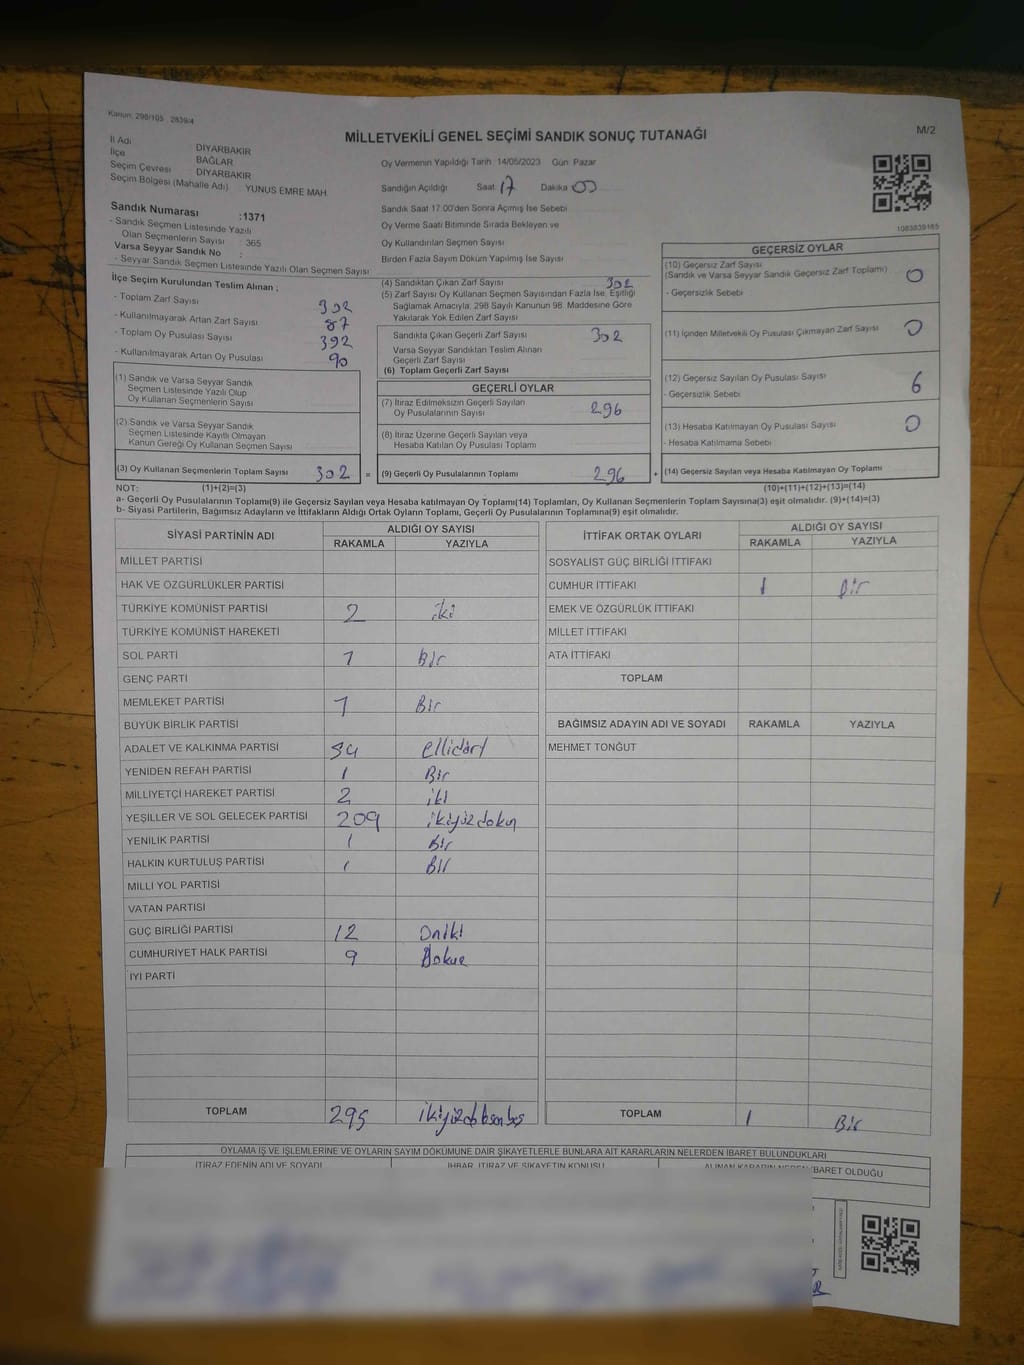 Kanun: 298/105 2839/4
MİLLETVEKİLİ GENEL SEÇİMİ SANDIK SONUÇ TUTANAĞI
M/2
İl Adı DİYARBAKIR
İlçe BAĞLAR
Seçim Çevresi DİYARBAKIR
Seçim Bölgesi (Mahalle Adı) YUNUS EMRE MAH.
Oy Vermenin Yapıldığı Tarih 14/05/2023 Gün Pazar
Sandığın Açıldığı Saat 17 Dakika 00
Sandık Saat 17:00'den Sonra Açımış İse Sebebi
Oy Verme Saati Bitiminde Sırada Bekleyen ve
Oy Kullandırılan Seçmen Sayısı
Birden Fazla Sayım Döküm Yapılmış İse Sayısı
1083839165
Sandık Numarası :1371
- Sandık Seçmen Listesinde Yazılı
Olan Seçmenlerin Sayısı : 365
Varsa Seyyar Sandık No :
- Seyyar Sandık Seçmen Listesinde Yazılı Olan Seçmen Sayısı
İlçe Seçim Kurulundan Teslim Alınan ;
- Toplam Zarf Sayısı 392
- Kullanılmayarak Artan Zarf Sayısı 87
- Toplam Oy Pusulası Sayısı 392
- Kullanılmayarak Artan Oy Pusulası 90
(1) Sandık ve Varsa Seyyar Sandık
Seçmen Listesinde Yazılı Olup
Oy Kullanan Seçmenlerin Sayısı
(2) Sandık ve Varsa Seyyar Sandık
Seçmen Listesinde Kayıtlı Olmayan
Kanun Gereği Oy Kullanan Seçmen Sayısı
(3) Oy Kullanan Seçmenlerin Toplam Sayısı 302 =
(4) Sandıktan Çıkan Zarf Sayısı 302
(5) Zarf Sayısı Oy Kullanan Seçmen Sayısından Fazla İse, Eşitliği
Sağlamak Amacıyla; 298 Sayılı Kanunun 98. Maddesine Göre
Yakılarak Yok Edilen Zarf Sayısı
Sandıkta Çıkan Geçerli Zarf Sayısı 302
Varsa Seyyar Sandıktan Teslim Alınan
Geçerli Zarf Sayısı
(6) Toplam Geçerli Zarf Sayısı
GEÇERLİ OYLAR
(7) İtiraz Edilmeksizin Geçerli Sayılan
Oy Pusulalarının Sayısı 296
(8) İtiraz Üzerine Geçerli Sayılan veya
Hesaba Katılan Oy Pusulası Toplamı
(9) Geçerli Oy Pusulalarının Toplamı 296 +
GEÇERSİZ OYLAR
(10) Geçersiz Zarf Sayısı
(Sandık ve Varsa Seyyar Sandık Geçersiz Zarf Toplamı) 0
- Geçersizlik Sebebi
(11) İçinden Milletvekili Oy Pusulası Çıkmayan Zarf Sayısı 0
(12) Geçersiz Sayılan Oy Pusulası Sayısı 6
- Geçersizlik Sebebi
(13) Hesaba Katılmayan Oy Pusulası Sayısı 0
- Hesaba Katılmama Sebebi
(14) Geçersiz Sayılan veya Hesaba Katılmayan Oy Toplamı
NOT: (1)+(2)=(3) (10)+(11)+(12)+(13)=(14)
a- Geçerli Oy Pusulalarının Toplamı(9) ile Geçersiz Sayılan veya Hesaba katılmayan Oy Toplamı(14) Toplamları, Oy Kullanan Seçmenlerin Toplam Sayısına(3) eşit olmalıdır. (9)+(14)=(3)
b- Siyasi Partilerin, Bağımsız Adayların ve İttifakların Aldığı Ortak Oyların Toplamı, Geçerli Oy Pusulalarının Toplamına(9) eşit olmalıdır.
SİYASİ PARTİNİN ADI ALDIĞI OY SAYISI
RAKAMLA YAZIYLA
MİLLET PARTİSİ
HAK VE ÖZGÜRLÜKLER PARTİSİ
TÜRKİYE KOMÜNİST PARTİSİ 2 iki
TÜRKİYE KOMÜNİST HAREKETİ
SOL PARTİ 1 Bir
GENÇ PARTİ
MEMLEKET PARTİSİ 1 Bir
BÜYÜK BİRLİK PARTİSİ
ADALET VE KALKINMA PARTİSİ 54 ellidört
YENİDEN REFAH PARTİSİ 1 Bir
MİLLİYETÇİ HAREKET PARTİSİ 2 iki
YEŞİLLER VE SOL GELECEK PARTİSİ 209 ikiyüzdokuz
YENİLİK PARTİSİ 1 Bir
HALKIN KURTULUŞ PARTİSİ 1 Bir
MİLLİ YOL PARTİSİ
VATAN PARTİSİ
GÜÇ BİRLİĞİ PARTİSİ 12 Oniki
CUMHURİYET HALK PARTİSİ 9 Dokuz
İYİ PARTİ
TOPLAM 295 ikiyüzdoksanbeş
İTTİFAK ORTAK OYLARI ALDIĞI OY SAYISI
RAKAMLA YAZIYLA
SOSYALİST GÜÇ BİRLİĞİ İTTİFAKI
CUMHUR İTTİFAKI 1 Bir
EMEK VE ÖZGÜRLÜK İTTİFAKI
MİLLET İTTİFAKI
ATA İTTİFAKI
TOPLAM
BAĞIMSIZ ADAYIN ADI VE SOYADI RAKAMLA YAZIYLA
MEHMET TONĞUT
TOPLAM 1 Bir
OYLAMA İŞ VE İŞLEMLERİNE VE OYLARIN SAYIM DÖKÜMÜNE DAİR ŞİKAYETLERLE BUNLARA AİT KARARLARIN NELERDEN İBARET BULUNDUKLARI
İTİRAZ EDENİN ADI VE SOYADI İHBAR, İTİRAZ VE ŞİKAYETİN KONUSU ALINAN KARARIN NEDEN İBARET OLDUĞU